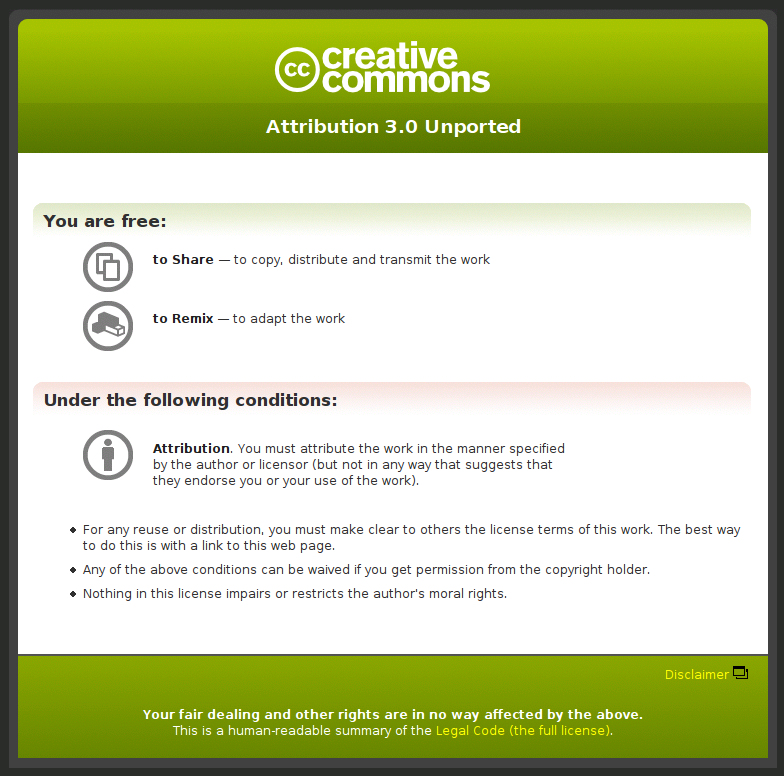 cc creative
commons
Attribution 3.0 Unported
You are free:
to Share — to copy, distribute and transmit the work
to Remix — to adapt the work
Under the following conditions:
Attribution. You must attribute the work in the manner specified
by the author or licensor (but not in any way that suggests that
they endorse you or your use of the work).
For any reuse or distribution, you must make clear to others the license terms of this work. The best way
to do this is with a link to this web page.
Any of the above conditions can be waived if you get permission from the copyright holder.
Nothing in this license impairs or restricts the author's moral rights.
Disclaimer
Your fair dealing and other rights are in no way affected by the above.
This is a human-readable summary of the Legal Code (the full license).